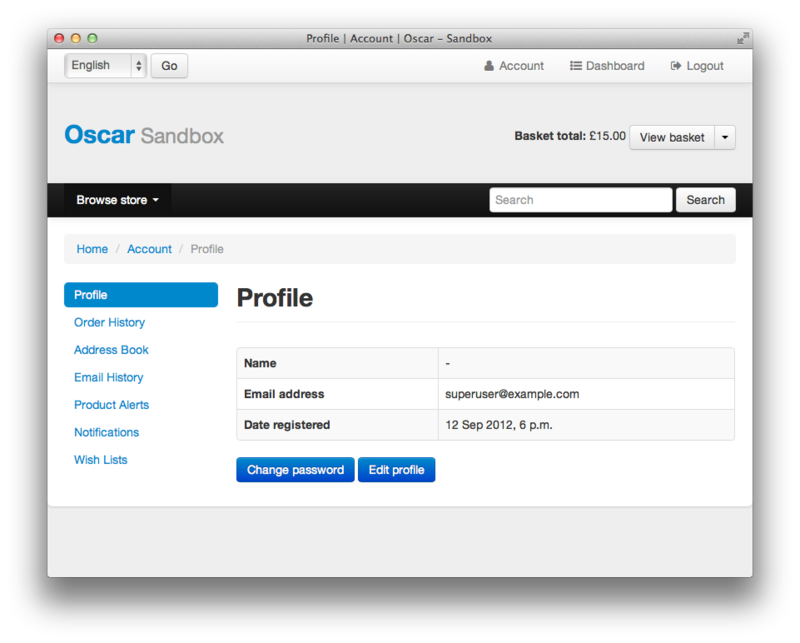 Profile | Account | Oscar – Sandbox
English Go Account Dashboard Logout
Oscar Sandbox Basket total: £15.00 View basket
Browse store Search Search
Home / Account / Profile
Profile
Order History
Address Book
Email History
Product Alerts
Notifications
Wish Lists
Profile
Name -
Email address superuser@example.com
Date registered 12 Sep 2012, 6 p.m.
Change password Edit profile